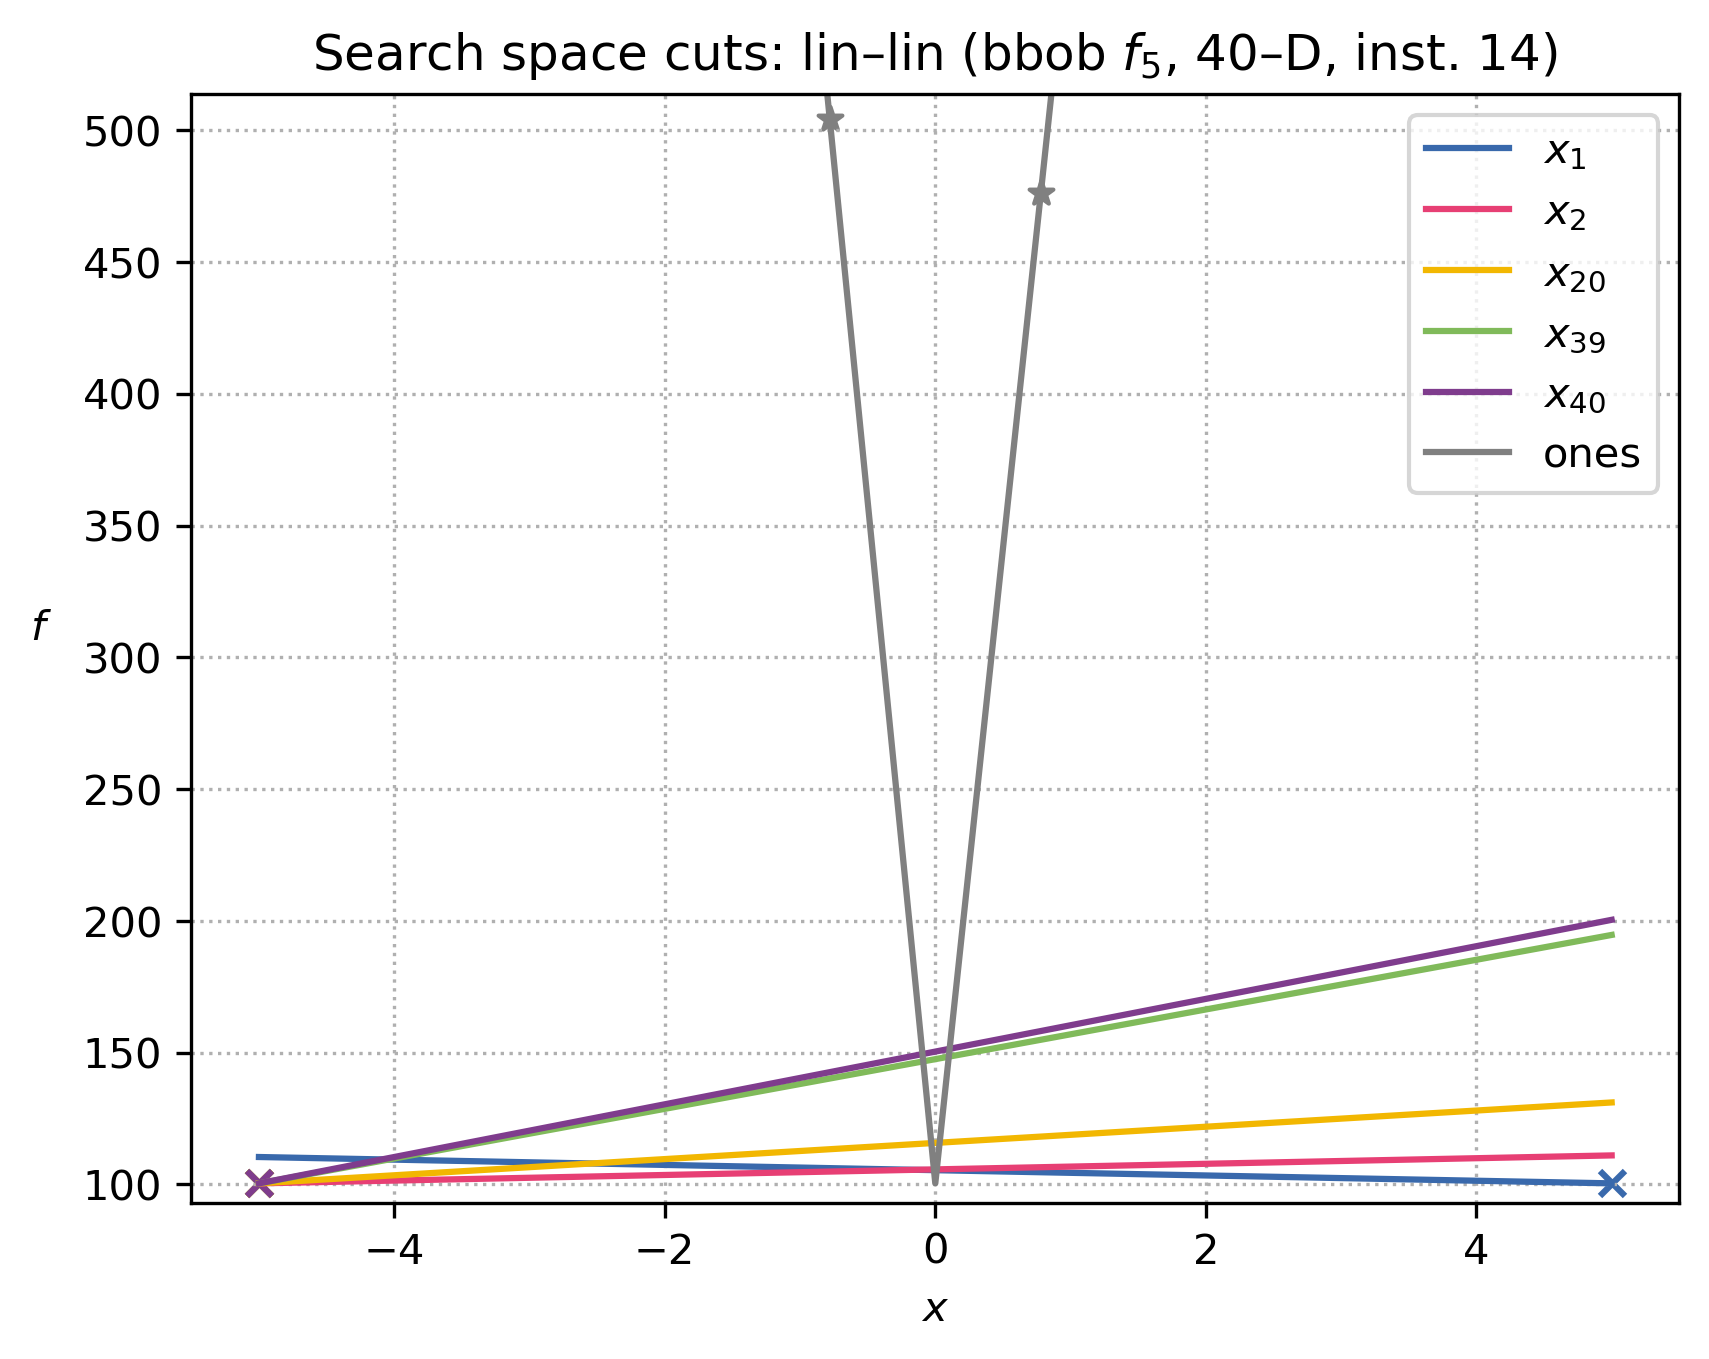 Search space cuts: lin–lin (bbob f₅, 40–D, inst. 14)
500
450
400
350
300
250
200
150
100
f
x₁
x₂
x₂₀
x₃₉
x₄₀
ones
−4 −2 0 2 4
x